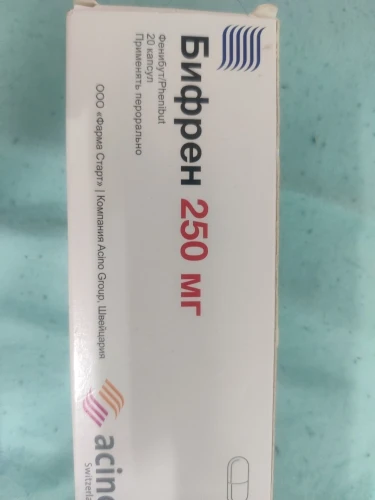 Бифрен 250 мг
Фенибут/Phenibut
20 капсул
Применять перорально
ООО «Фарма Старт» | Компания Acino Group, Швейцария
acino